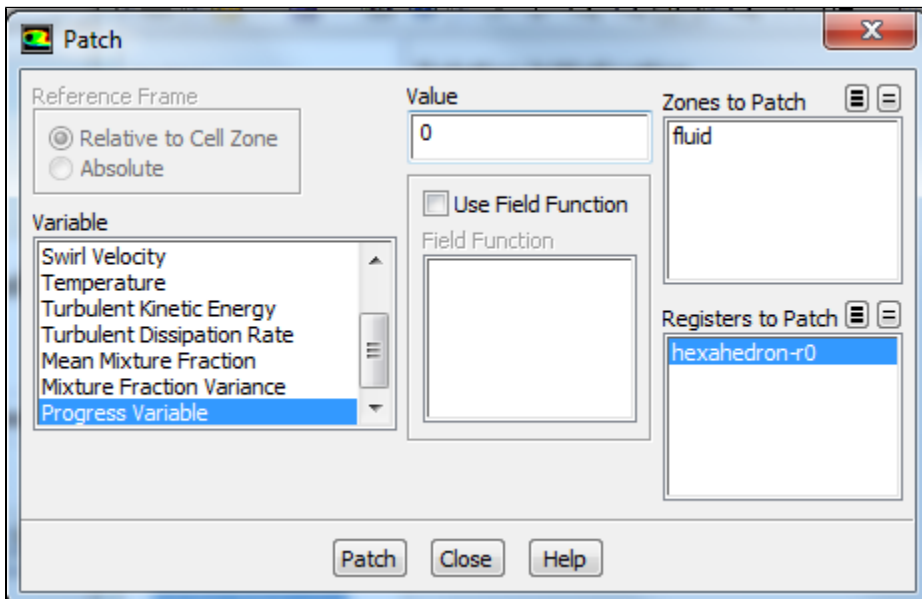 Patch
Reference Frame
Relative to Cell Zone
Absolute
Variable
Swirl Velocity
Temperature
Turbulent Kinetic Energy
Turbulent Dissipation Rate
Mean Mixture Fraction
Mixture Fraction Variance
Progress Variable
Value
0
Use Field Function
Field Function
Zones to Patch
fluid
Registers to Patch
hexahedron-r0
Patch
Close
Help